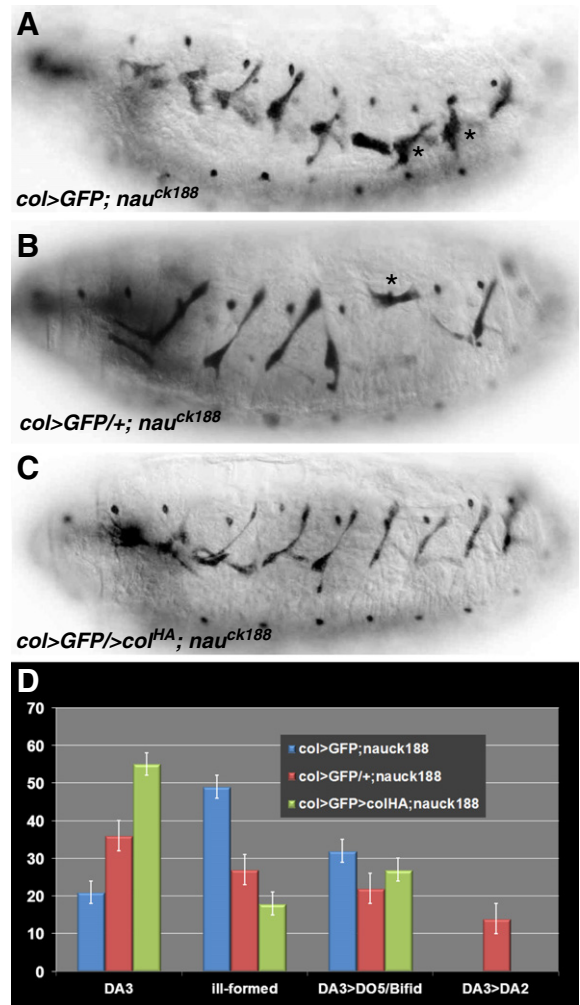 A
*
*
col>GFP; nau^ck188
B
*
col>GFP/+; nau^ck188
C
col>GFP/>col^HA; nau^ck188
D
70
60
50
40
30
20
10
0
col>GFP;nauck188
col>GFP/+;nauck188
col>GFP>colHA;nauck188
DA3 ill-formed DA3>DO5/Bifid DA3>DA2